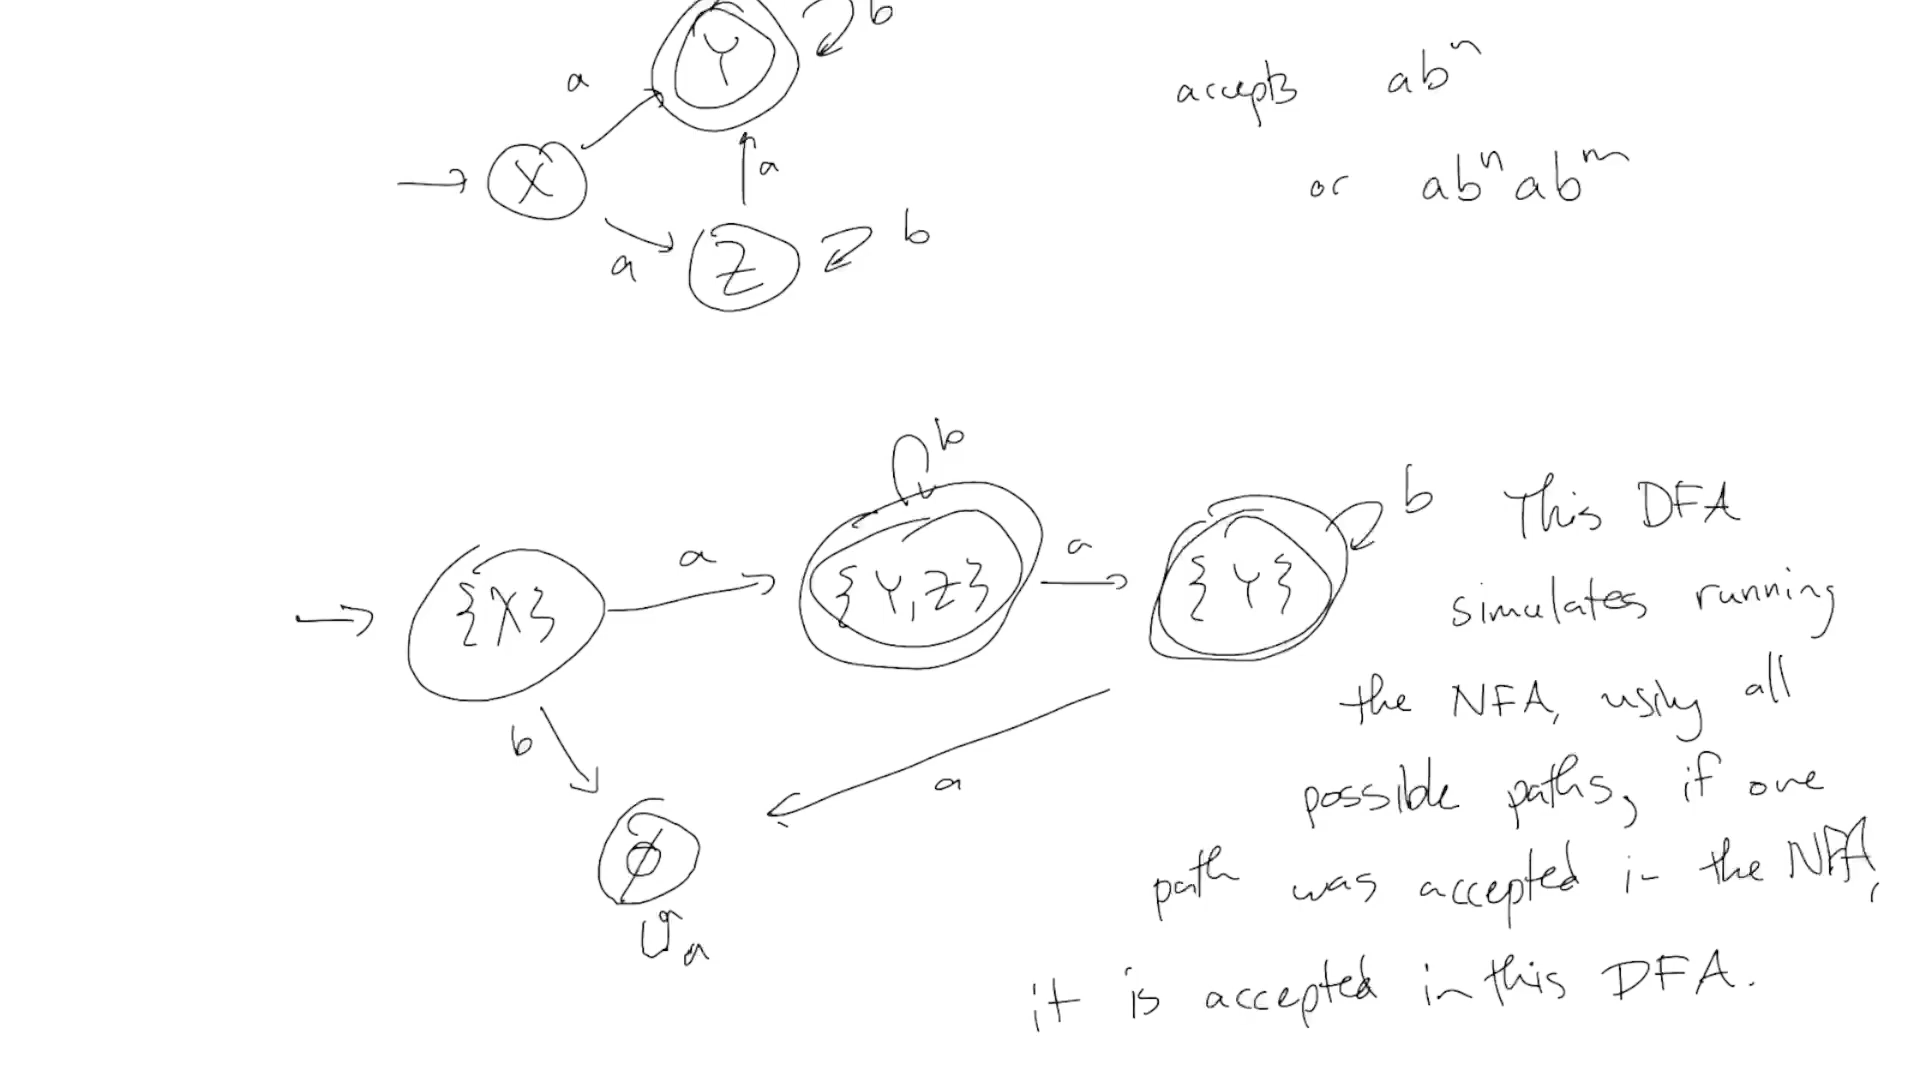 b
Y
a
accepts ab^n
X
a
or ab^n ab^m
a
Z
b
b
b
This DFA
a
a
{X}
{Y,Z}
{Y}
simulates running
the NFA, using all
b
a
possible paths, if one
∅
path was accepted in the NFA,
a
it is accepted in this DFA.